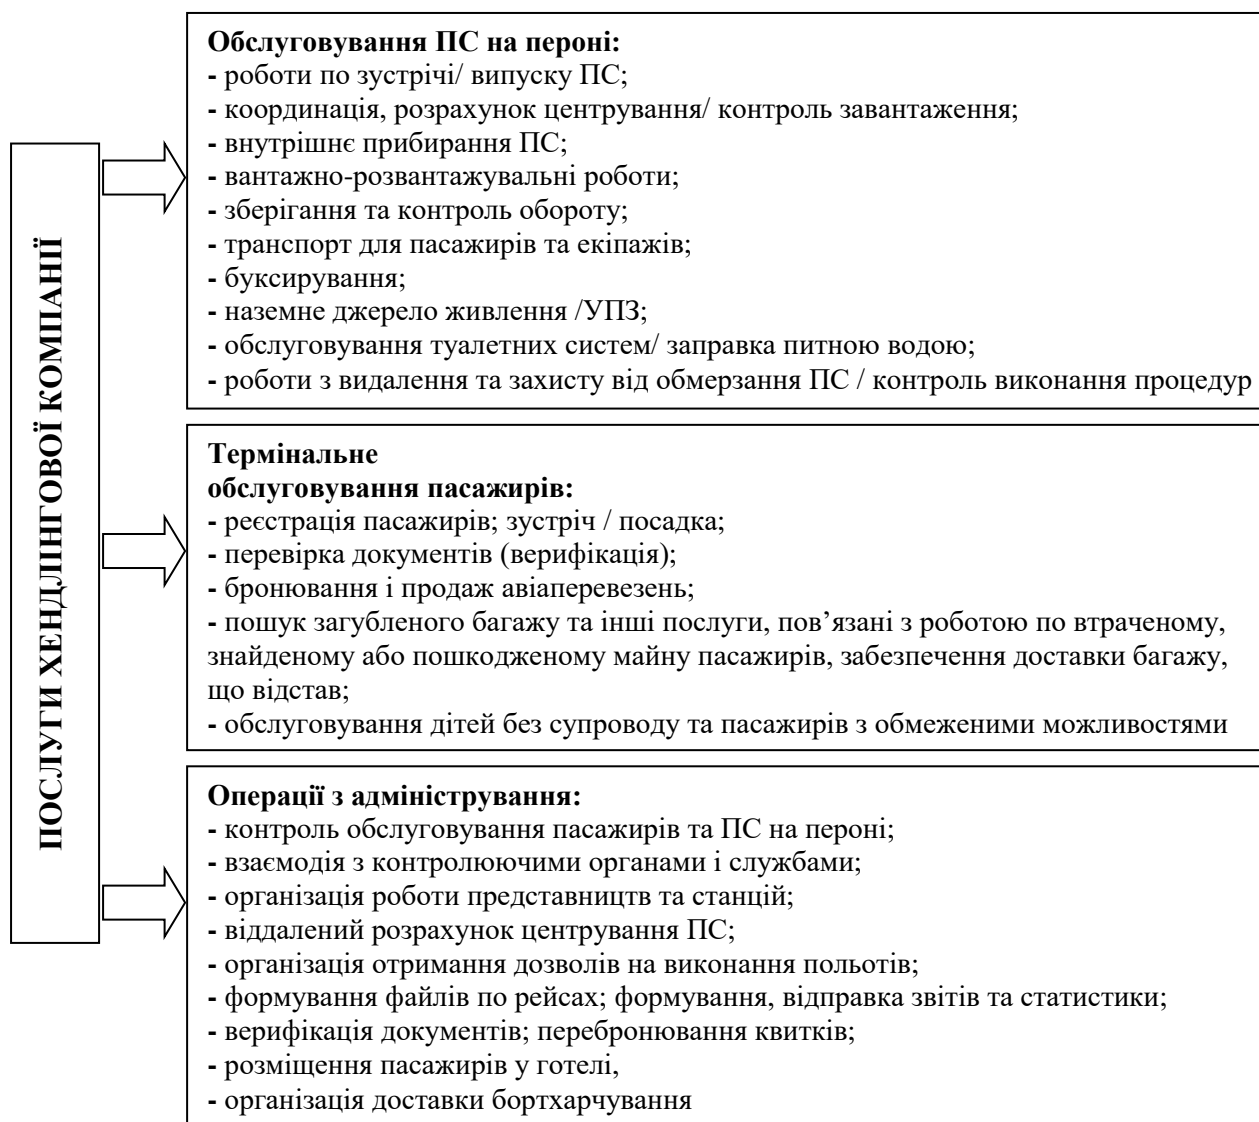 ПОСЛУГИ ХЕНДЛІНГОВОЇ КОМПАНІЇ
Обслуговування ПС на пероні:
- роботи по зустрічі/ випуску ПС;
- координація, розрахунок центрування/ контроль завантаження;
- внутрішнє прибирання ПС;
- вантажно-розвантажувальні роботи;
- зберігання та контроль обороту;
- транспорт для пасажирів та екіпажів;
- буксирування;
- наземне джерело живлення /УПЗ;
- обслуговування туалетних систем/ заправка питною водою;
- роботи з видалення та захисту від обмерзання ПС / контроль виконання процедур
Термінальне
обслуговування пасажирів:
- реєстрація пасажирів; зустріч / посадка;
- перевірка документів (верифікація);
- бронювання і продаж авіаперевезень;
- пошук загубленого багажу та інші послуги, пов’язані з роботою по втраченому,
знайденому або пошкодженому майну пасажирів, забезпечення доставки багажу,
що відстав;
- обслуговування дітей без супроводу та пасажирів з обмеженими можливостями
Операції з адміністрування:
- контроль обслуговування пасажирів та ПС на пероні;
- взаємодія з контролюючими органами і службами;
- організація роботи представництв та станцій;
- віддалений розрахунок центрування ПС;
- організація отримання дозволів на виконання польотів;
- формування файлів по рейсах; формування, відправка звітів та статистики;
- верифікація документів; перебронювання квитків;
- розміщення пасажирів у готелі,
- організація доставки бортхарчування